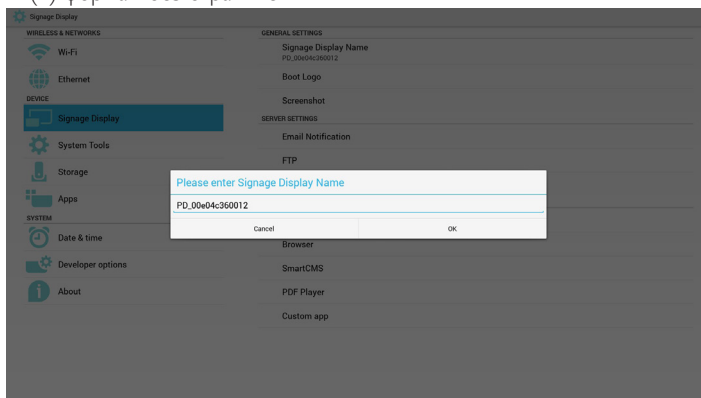 Signage Display
WIRELESS & NETWORKS
Wi-Fi
Ethernet
DEVICE
Signage Display
System Tools
Storage
Apps
SYSTEM
Date & time
Developer options
About
GENERAL SETTINGS
Signage Display Name
PD_00e04c360012
Boot Logo
Screenshot
SERVER SETTINGS
Email Notification
FTP
Please enter Signage Display Name
PD_00e04c360012
Cancel
OK
Browser
SmartCMS
PDF Player
Custom app